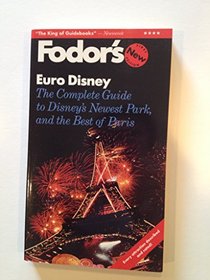 "The King of Guidebooks" — Newsweek
Fodor's
New
Euro Disney
The Complete Guide
to Disney's Newest Park,
and the Best of Paris